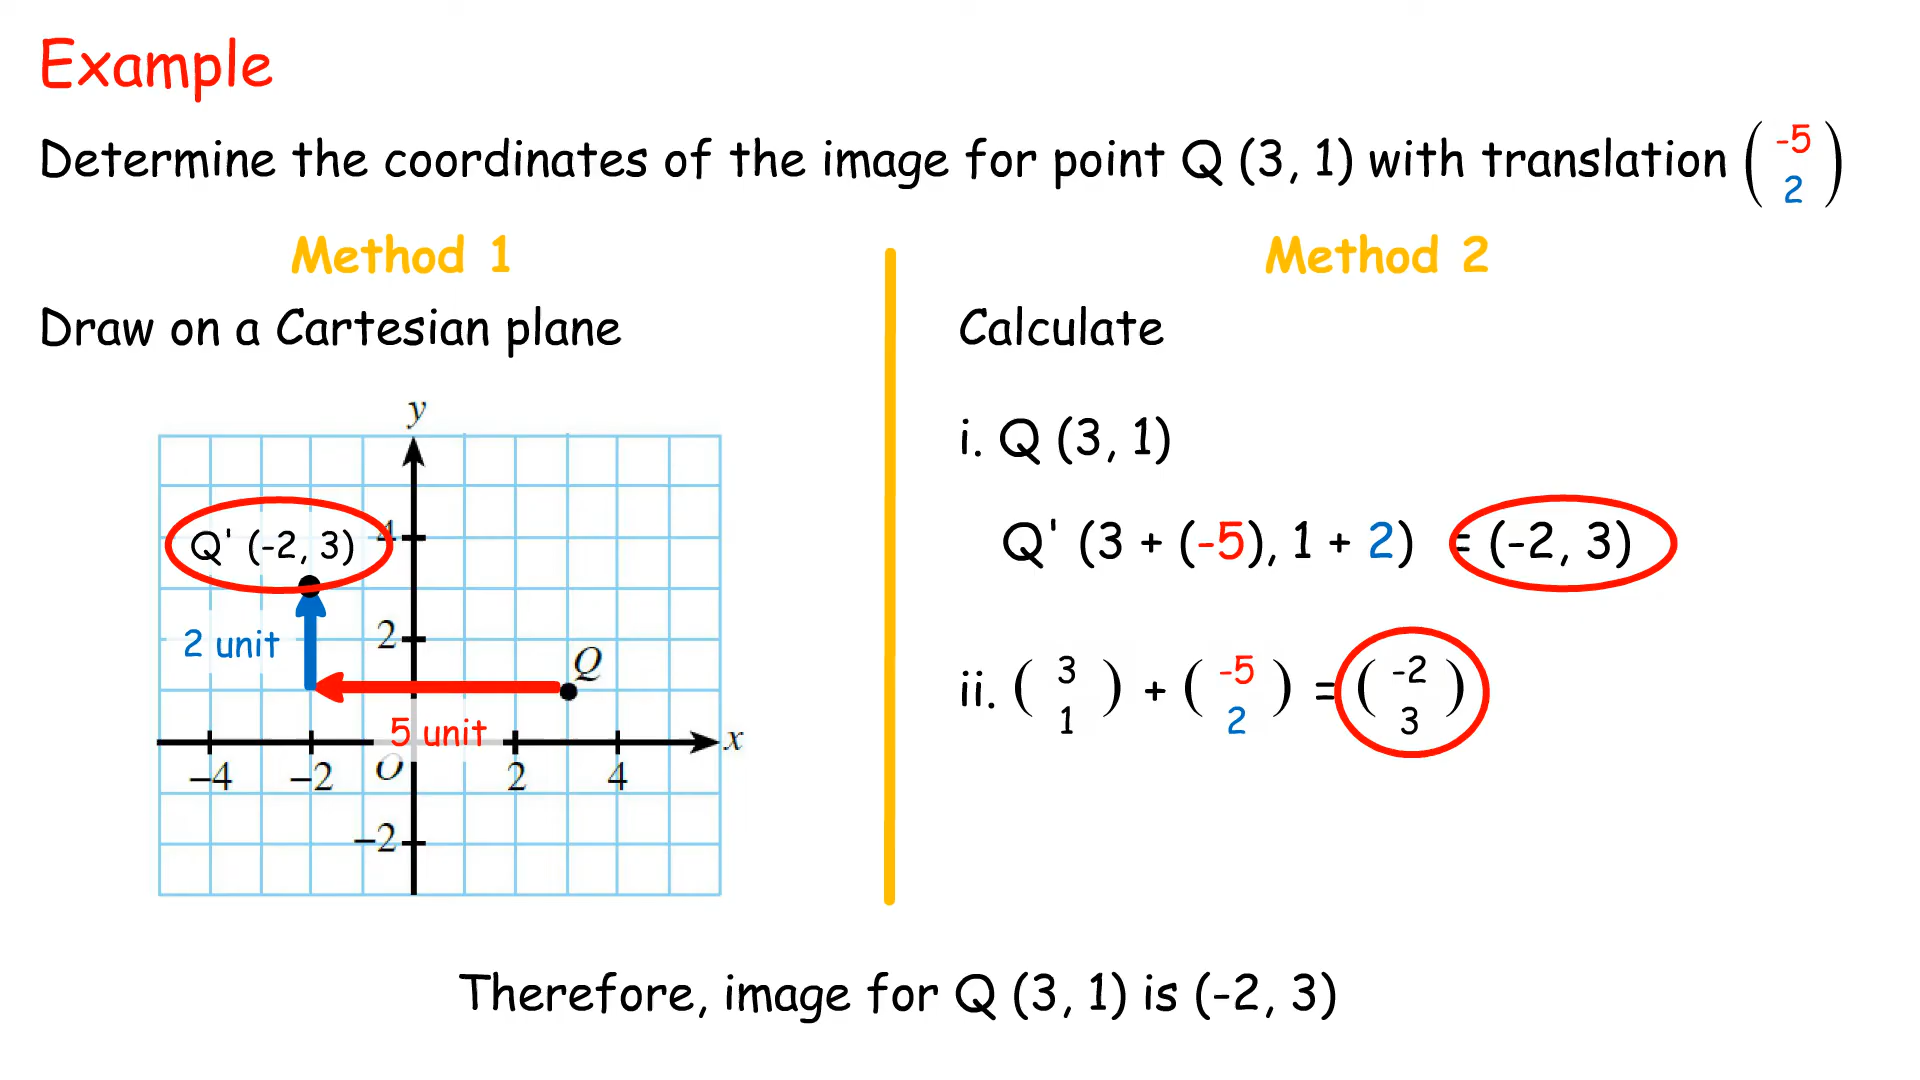 Example
Determine the coordinates of the image for point Q (3, 1) with translation ( -5
2 )
Method 1
Draw on a Cartesian plane
y
Q' (-2, 3)
4
2 unit
2
Q
5 unit
x
-4 -2 O 2 4
-2
Method 2
Calculate
i. Q (3, 1)
Q' (3 + (-5), 1 + 2) = (-2, 3)
ii. ( 3
1 ) + ( -5
2 ) = ( -2
3 )
Therefore, image for Q (3, 1) is (-2, 3)